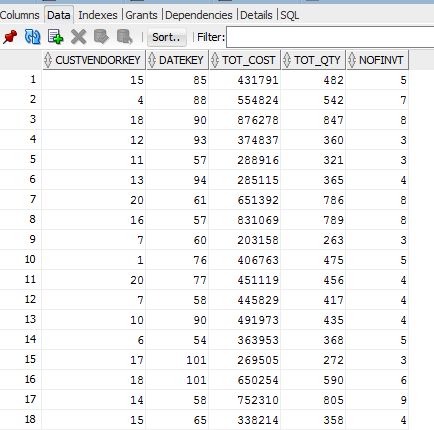 Columns Data Indexes Grants Dependencies Details SQL
Sort.. Filter:
CUSTVENDORKEY DATEKEY TOT_COST TOT_QTY NOFINVT
1 15 85 431791 482 5
2 4 88 554824 542 7
3 18 90 876278 847 8
4 12 93 374837 360 3
5 11 57 288916 321 3
6 13 94 285115 365 4
7 20 61 651392 786 8
8 16 57 831069 789 8
9 7 60 203158 263 3
10 1 76 406763 475 5
11 20 77 451119 456 4
12 7 58 445829 417 4
13 10 90 491973 435 4
14 6 54 363953 368 5
15 17 101 269505 272 3
16 18 101 650254 590 6
17 14 58 752310 805 9
18 15 65 338214 358 4